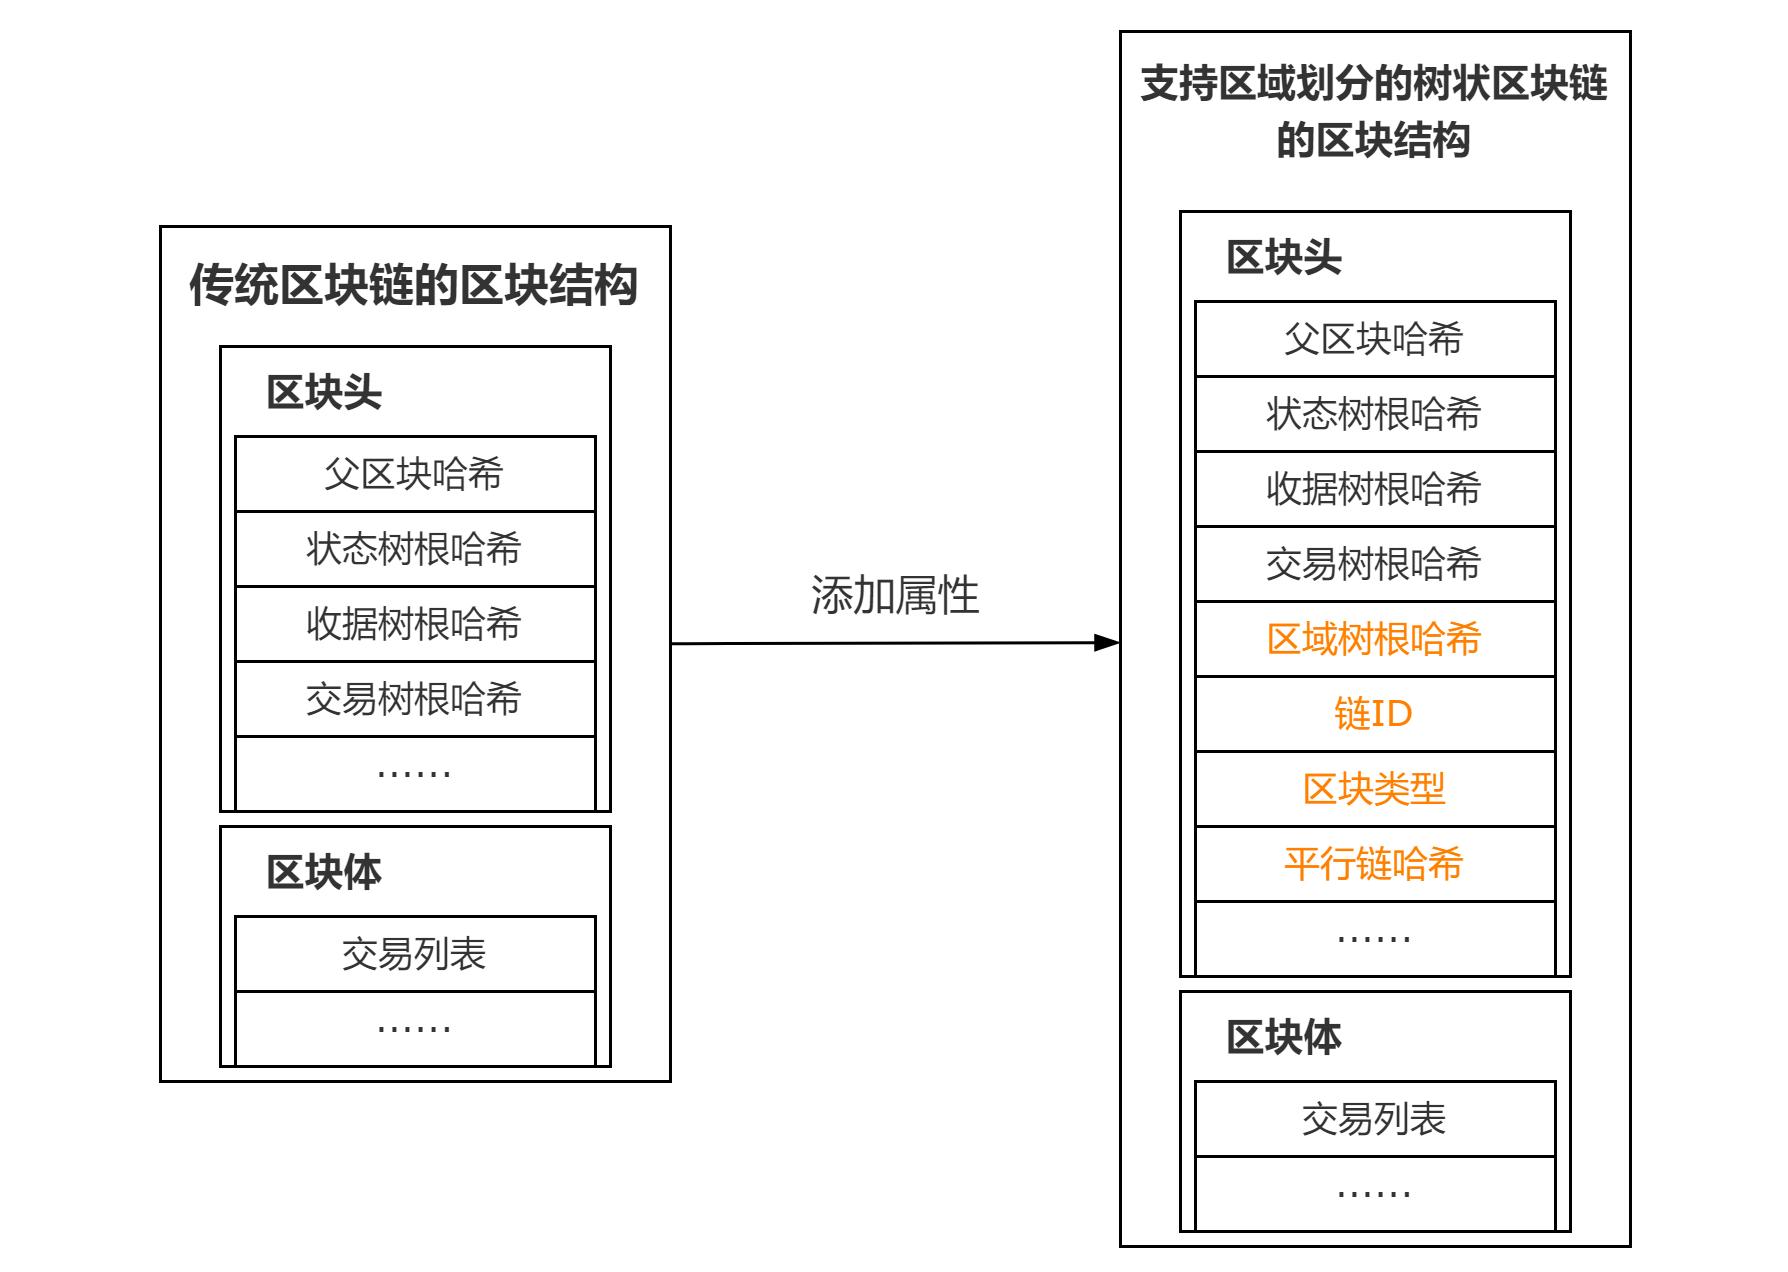 传统区块链的区块结构
区块头
父区块哈希
状态树根哈希
收据树根哈希
交易树根哈希
......
区块体
交易列表
......
添加属性
支持区域划分的树状区块链
的区块结构
区块头
父区块哈希
状态树根哈希
收据树根哈希
交易树根哈希
区域树根哈希
链ID
区块类型
平行链哈希
......
区块体
交易列表
......